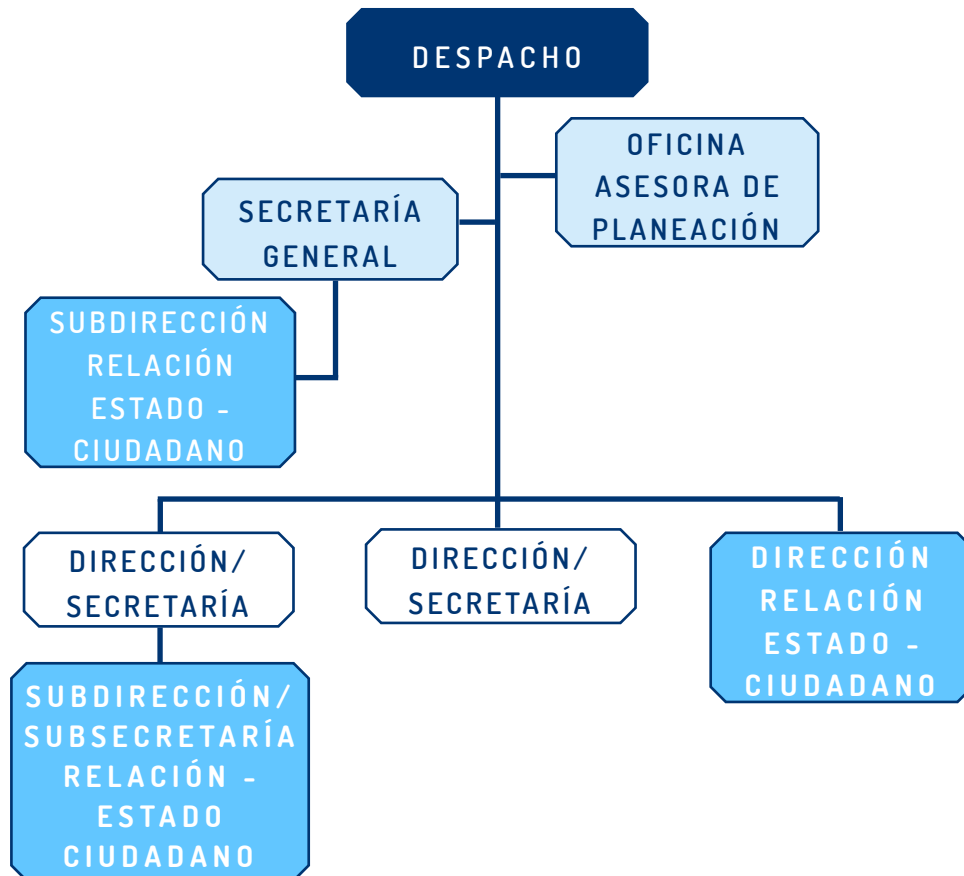 DESPACHO
OFICINA
ASESORA DE
PLANEACIÓN
SECRETARÍA
GENERAL
SUBDIRECCIÓN
RELACIÓN
ESTADO -
CIUDADANO
DIRECCIÓN/
SECRETARÍA
DIRECCIÓN/
SECRETARÍA
DIRECCIÓN
RELACIÓN
ESTADO -
CIUDADANO
SUBDIRECCIÓN/
SUBSECRETARÍA
RELACIÓN -
ESTADO
CIUDADANO